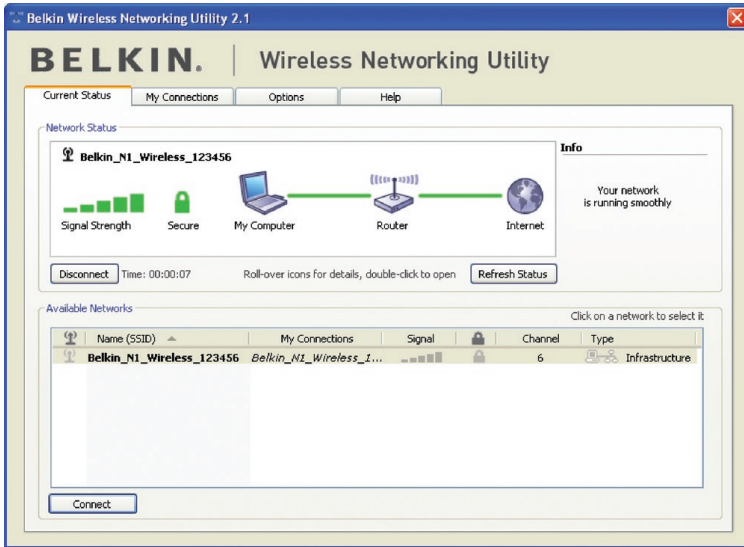 Belkin Wireless Networking Utility 2.1
BELKIN. Wireless Networking Utility
Current Status My Connections Options Help
Network Status
Belkin_N1_Wireless_123456
Info
Your network
is running smoothly
Signal Strength Secure My Computer Router Internet
Disconnect Time: 00:00:07 Roll-over icons for details, double-click to open Refresh Status
Available Networks
Click on a network to select it
Name (SSID) My Connections Signal Channel Type
Belkin_N1_Wireless_123456 Belkin_N1_Wireless_1... 6 Infrastructure
Connect